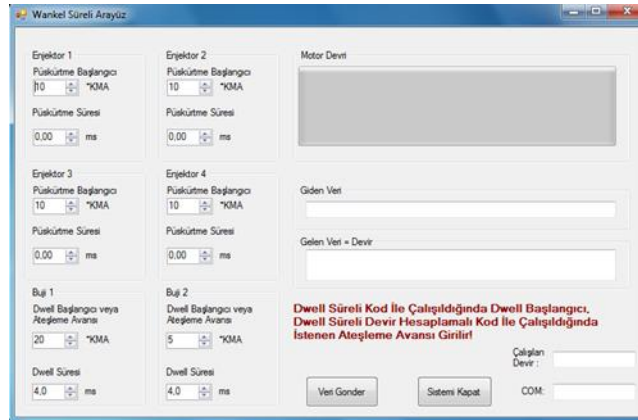 Wankel Süreli Arayüz
Enjektor 1
Püskürtme Başlangıcı
10 °KMA
Püskürtme Süresi
0,00 ms
Enjektor 2
Püskürtme Başlangıcı
10 °KMA
Püskürtme Süresi
0,00 ms
Motor Devri
Enjektor 3
Püskürtme Başlangıcı
10 °KMA
Püskürtme Süresi
0,00 ms
Enjektor 4
Püskürtme Başlangıcı
10 °KMA
Püskürtme Süresi
0,00 ms
Giden Veri
Gelen Veri = Devir
Buji 1
Dwell Başlangıcı veya
Ateşleme Avansı
20 °KMA
Dwell Süresi
4,0 ms
Buji 2
Dwell Başlangıcı veya
Ateşleme Avansı
5 °KMA
Dwell Süresi
4,0 ms
Dwell Süreli Kod İle Çalışıldığında Dwell Başlangıcı,
Dwell Süreli Devir Hesaplamalı Kod İle Çalışıldığında
İstenen Ateşleme Avansı Girilir!
Çalışılan
Devir :
Veri Gonder
Sistemi Kapat
COM: